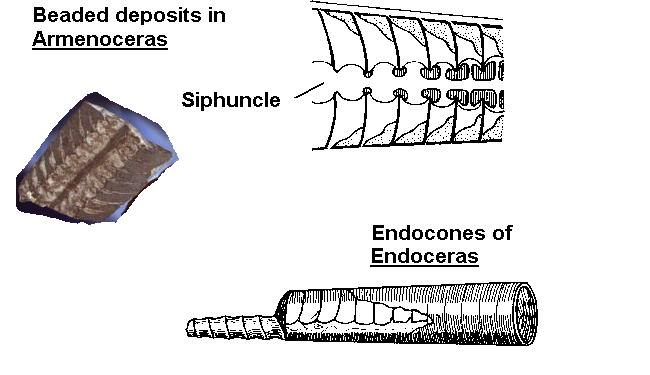 Beaded deposits in
Armenoceras
Siphuncle
Endocones of
Endoceras